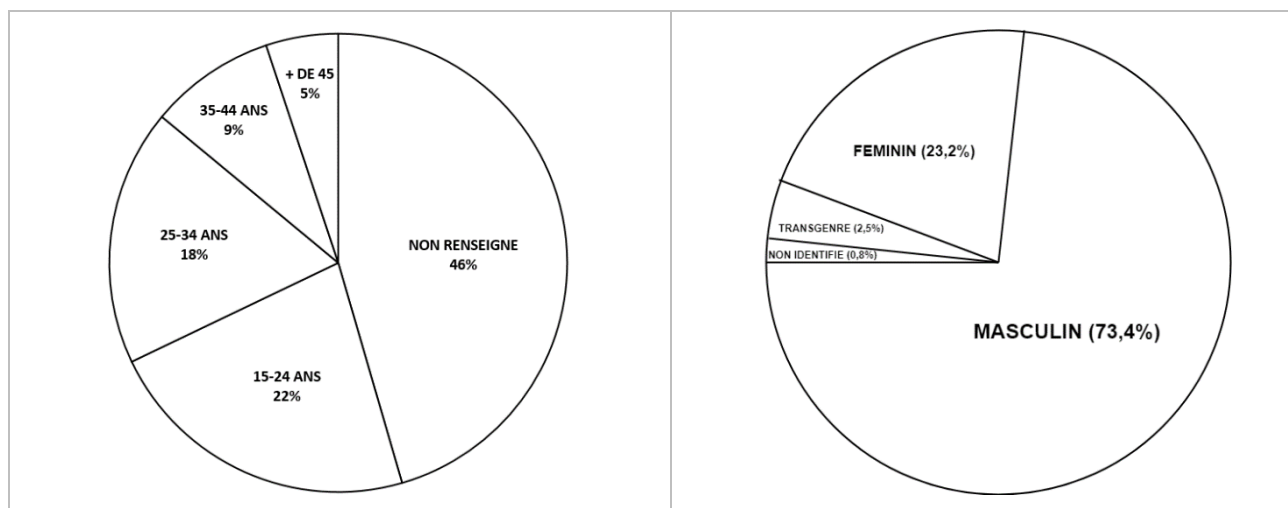 + DE 45
5%
35-44 ANS
9%
25-34 ANS
18%
NON RENSEIGNE
46%
15-24 ANS
22%
FEMININ (23,2%)
TRANSGENRE (2,5%)
NON IDENTIFIE (0,8%)
MASCULIN (73,4%)